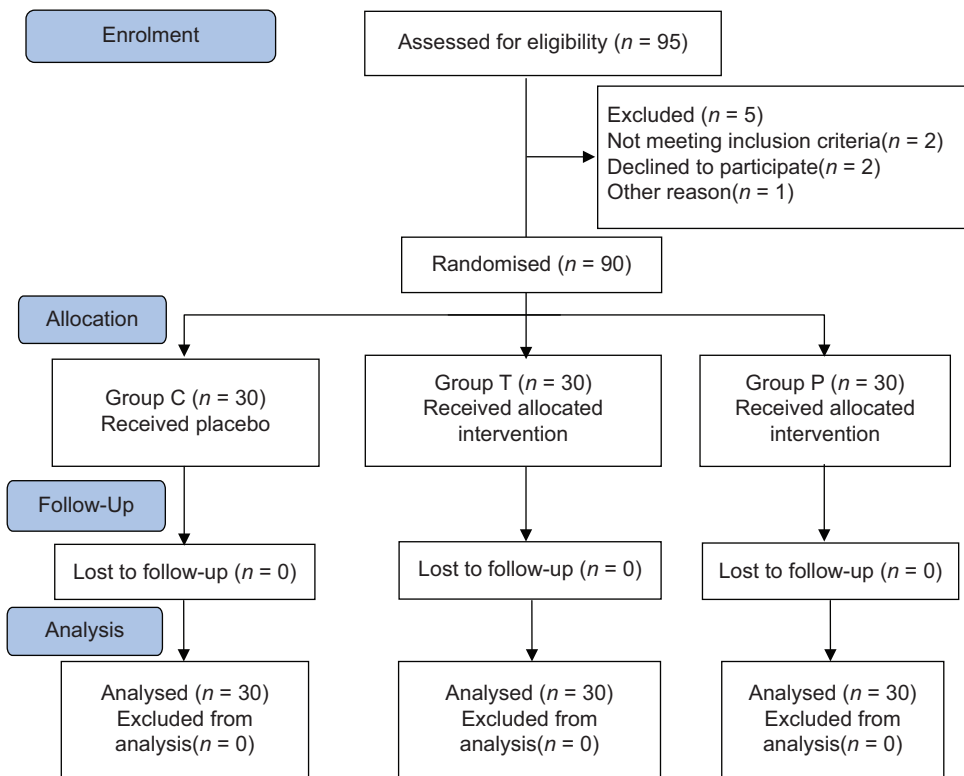 Enrolment
Assessed for eligibility (n = 95)
Excluded (n = 5)
Not meeting inclusion criteria(n = 2)
Declined to participate(n = 2)
Other reason(n = 1)
Randomised (n = 90)
Allocation
Group C (n = 30)
Received placebo
Group T (n = 30)
Received allocated
intervention
Group P (n = 30)
Received allocated
intervention
Follow-Up
Lost to follow-up (n = 0)
Lost to follow-up (n = 0)
Lost to follow-up (n = 0)
Analysis
Analysed (n = 30)
Excluded from
analysis(n = 0)
Analysed (n = 30)
Excluded from
analysis(n = 0)
Analysed (n = 30)
Excluded from
analysis(n = 0)